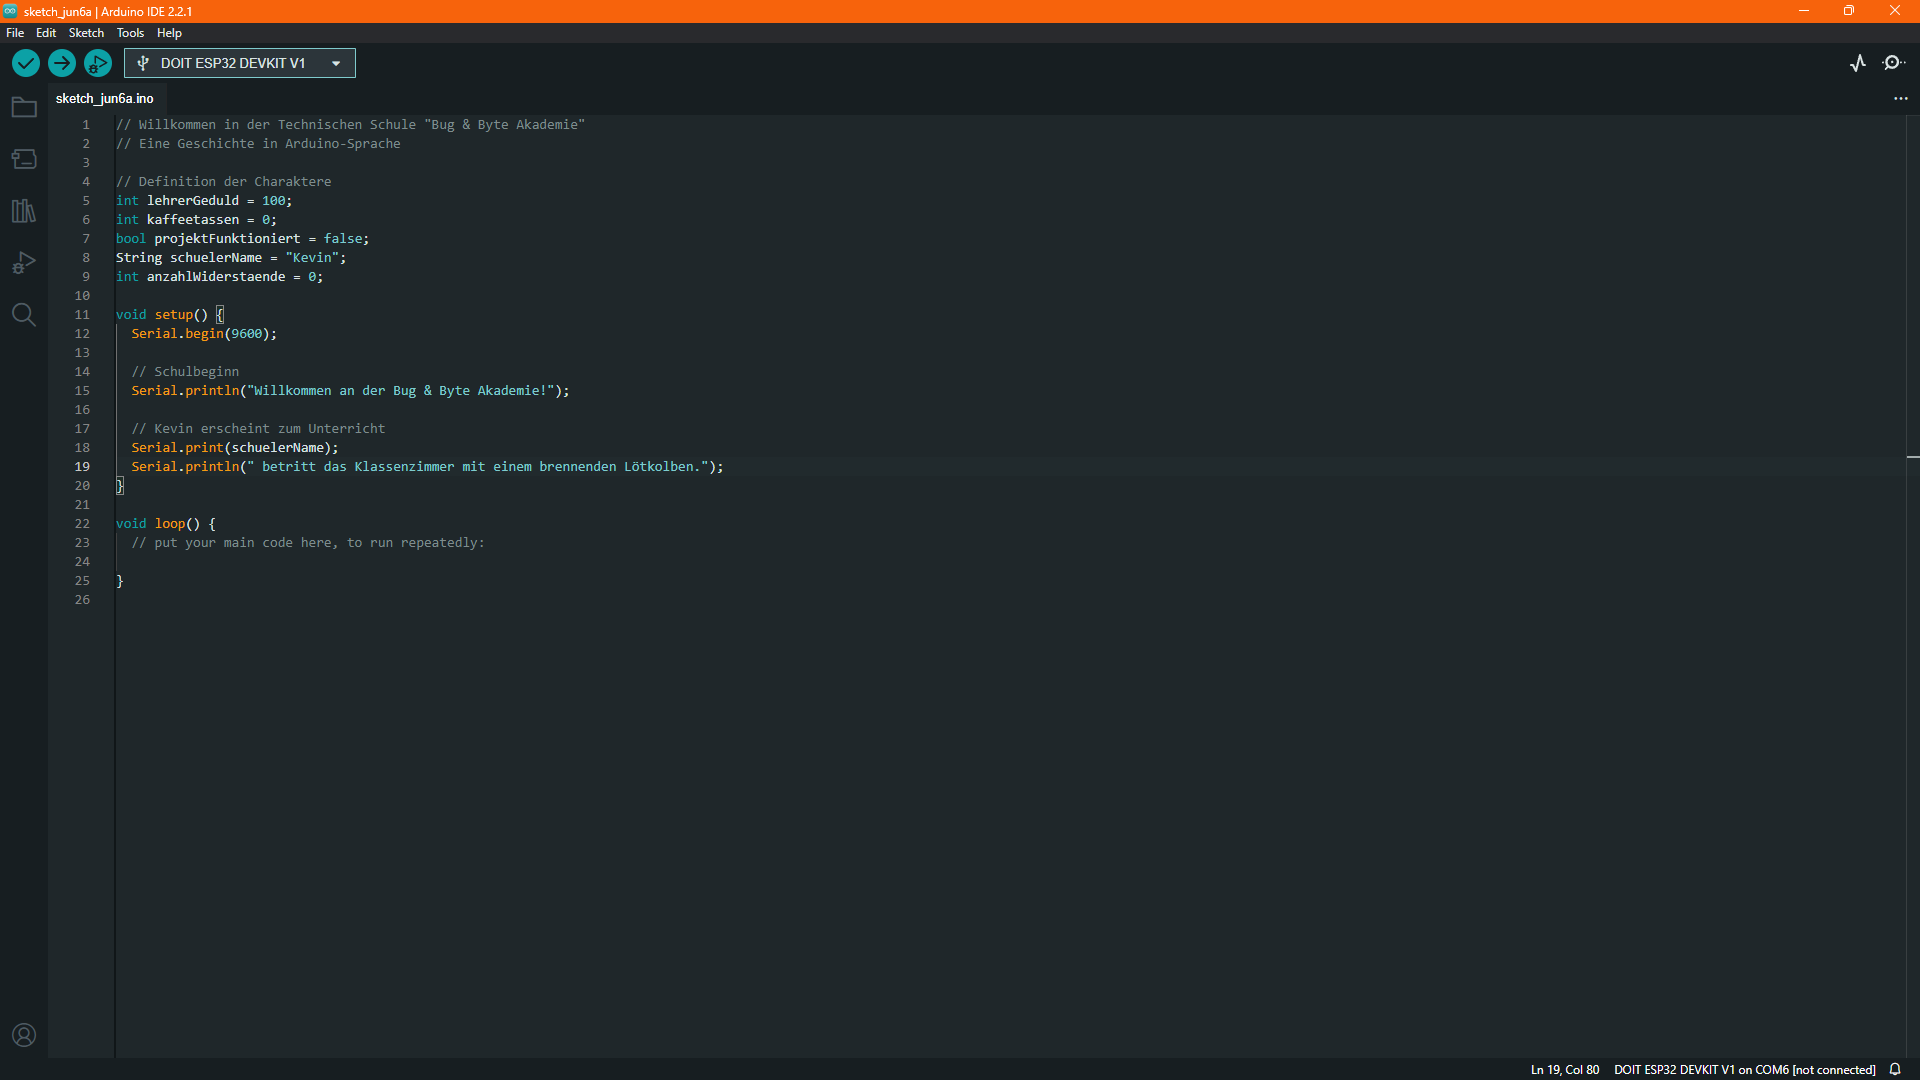 sketch_jun6a | Arduino IDE 2.2.1
File Edit Sketch Tools Help
DOIT ESP32 DEVKIT V1
sketch_jun6a.ino
1 // Willkommen in der Technischen Schule "Bug & Byte Akademie"
2 // Eine Geschichte in Arduino-Sprache
3
4 // Definition der Charaktere
5 int lehrerGeduld = 100;
6 int kaffeetassen = 0;
7 bool projektFunktioniert = false;
8 String schuelerName = "Kevin";
9 int anzahlWiderstaende = 0;
10
11 void setup() {
12 Serial.begin(9600);
13
14 // Schulbeginn
15 Serial.println("Willkommen an der Bug & Byte Akademie!");
16
17 // Kevin erscheint zum Unterricht
18 Serial.print(schuelerName);
19 Serial.println(" betritt das Klassenzimmer mit einem brennenden Lötkolben.");
20 }
21
22 void loop() {
23 // put your main code here, to run repeatedly:
24
25 }
26
Ln 19, Col 80 DOIT ESP32 DEVKIT V1 on COM6 [not connected]